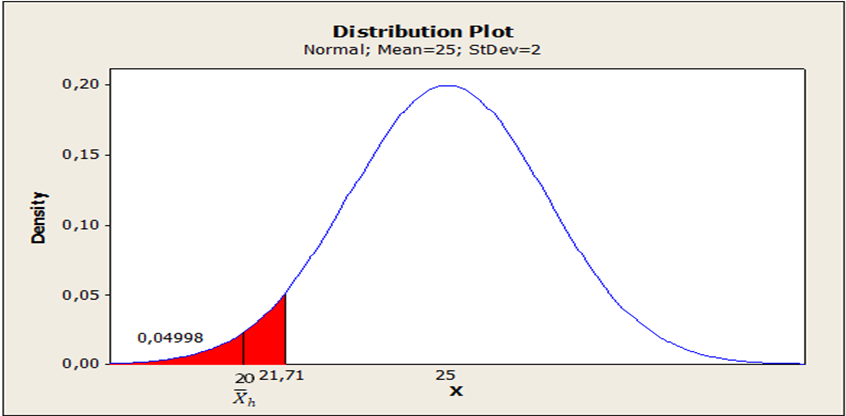 Distribution Plot
Normal; Mean=25; StDev=2
0,20
0,15
0,10
0,05
0,00
Density
0,04998
20 21,71 25
X̅h
X